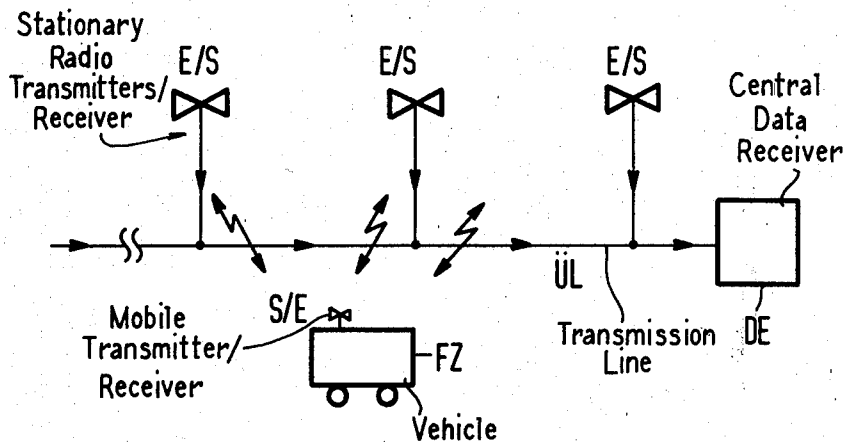 Stationary
Radio
Transmitters/
Receiver
E/S
E/S
E/S
Central
Data
Receiver
ÜL
Transmission
Line
DE
S/E
Mobile
Transmitter/
Receiver
FZ
Vehicle